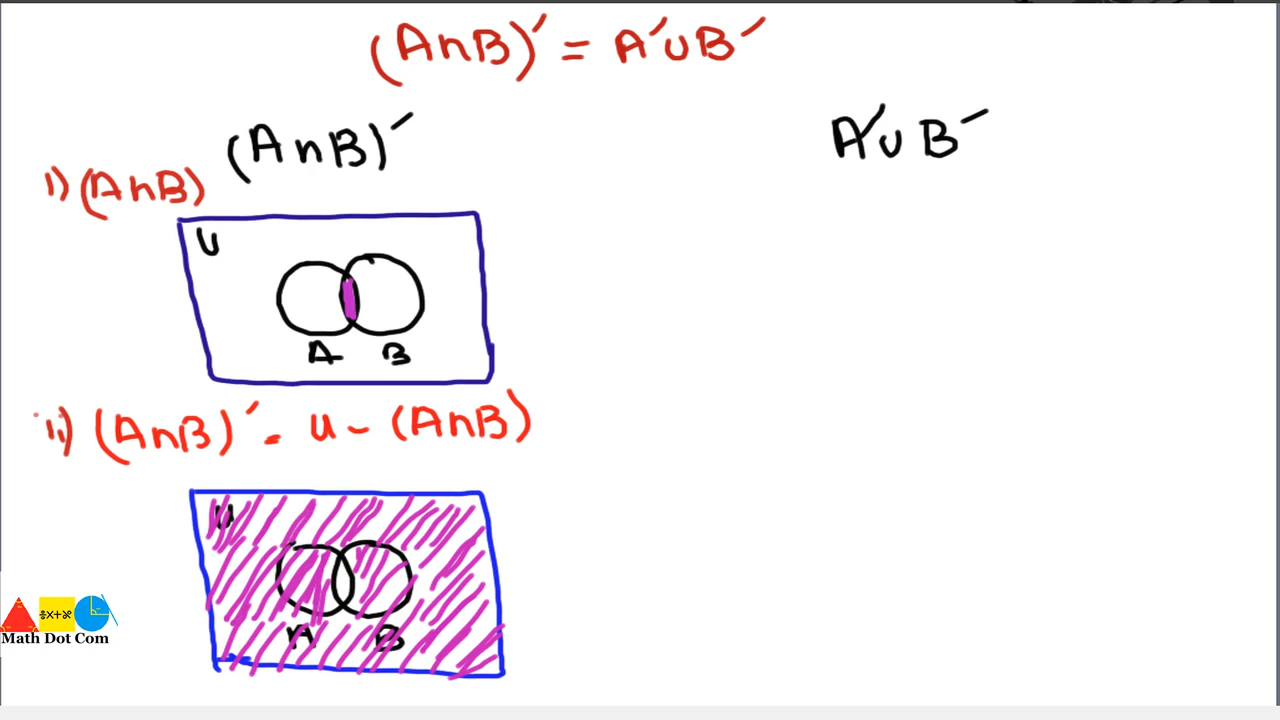 (A∩B)′ = A′∪B′
(A∩B)′
A′∪B′
i) (A∩B)
U
A B
ii) (A∩B)′ = U - (A∩B)
U
A B
÷×+×
Math Dot Com